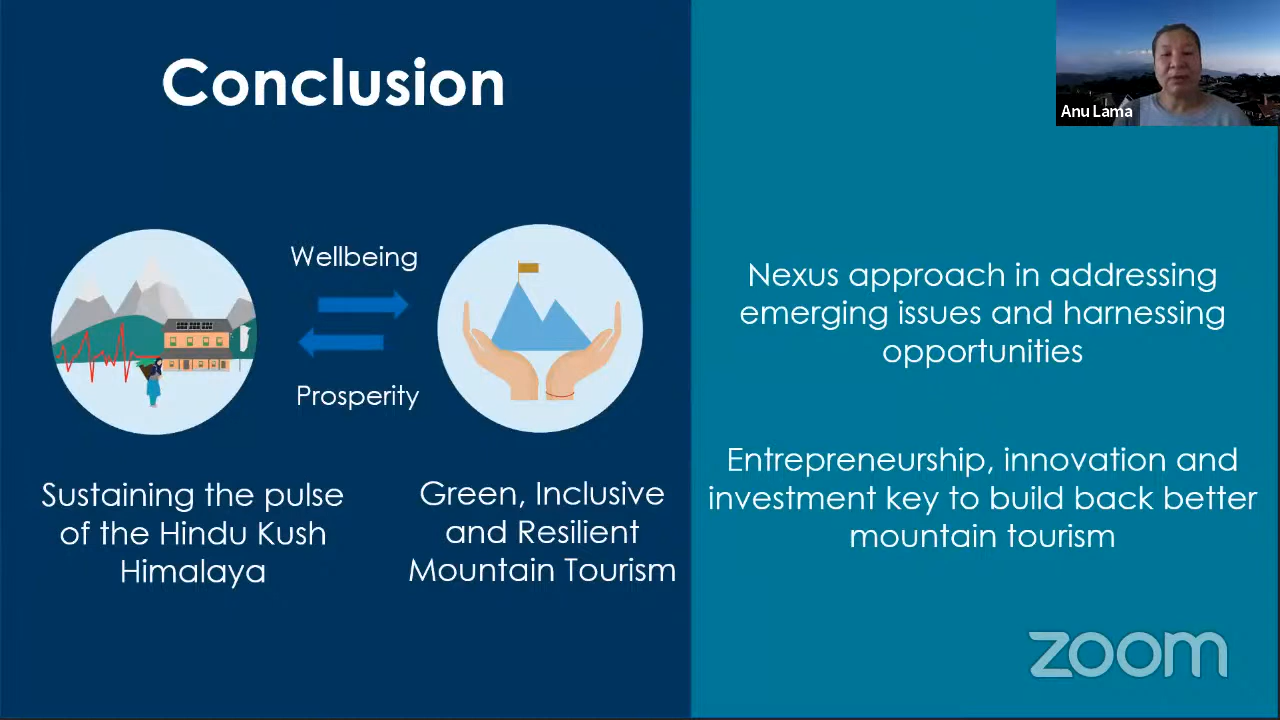 Conclusion
Anu Lama
Wellbeing
Prosperity
Sustaining the pulse
of the Hindu Kush
Himalaya
Green, Inclusive
and Resilient
Mountain Tourism
Nexus approach in addressing
emerging issues and harnessing
opportunities
Entrepreneurship, innovation and
investment key to build back better
mountain tourism
zoom